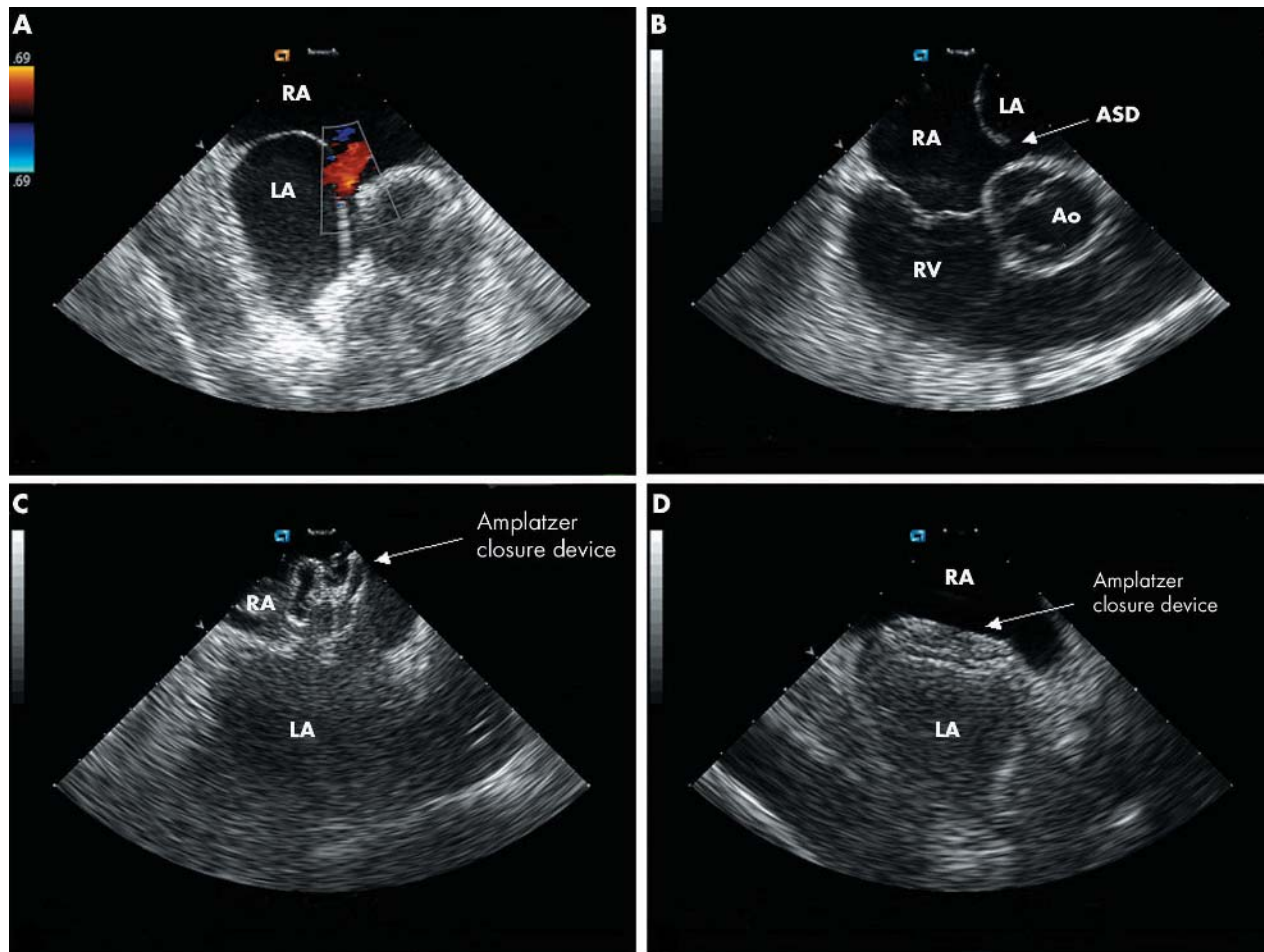 A
.69
.69
RA
LA
B
RA
LA
ASD
Ao
RV
C
Amplatzer
closure device
RA
LA
D
RA
Amplatzer
closure device
LA